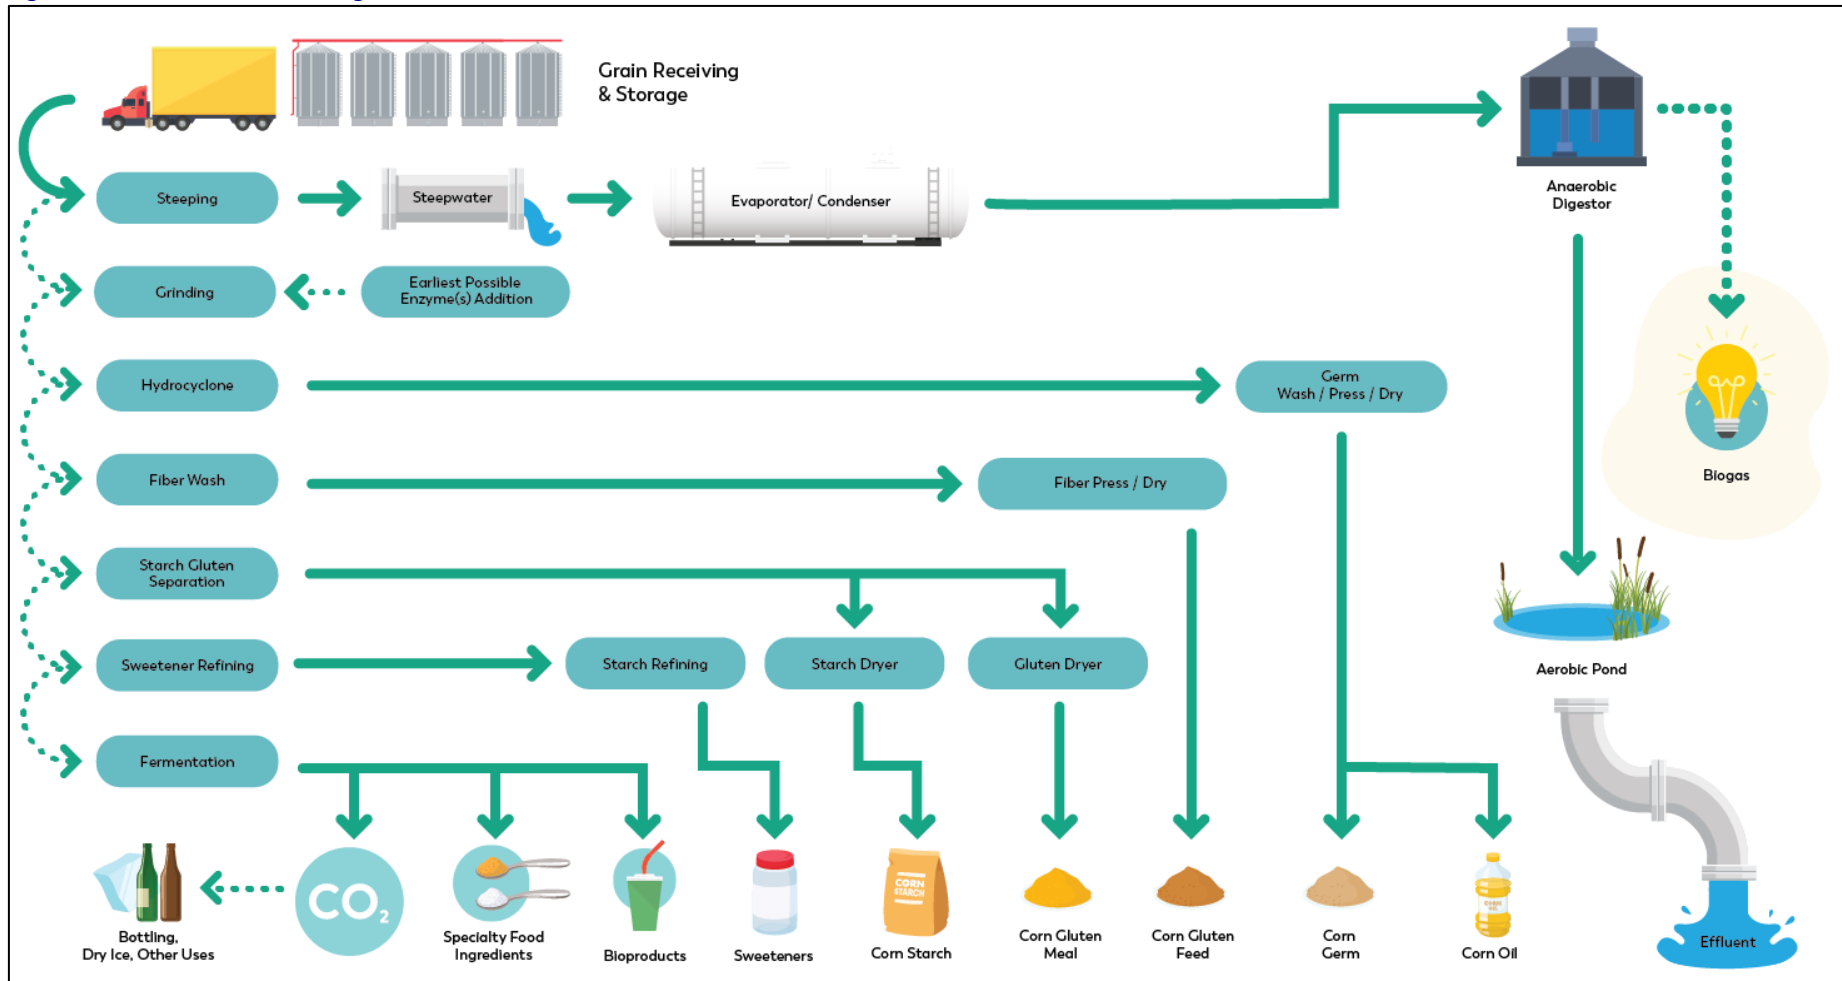 Grain Receiving
& Storage
Steeping
Steepwater
Evaporator/ Condenser
Anaerobic
Digestor
Grinding
Earliest Possible
Enzyme(s) Addition
Hydrocyclone
Germ
Wash / Press / Dry
Biogas
Fiber Wash
Fiber Press / Dry
Starch Gluten
Separation
Sweetener Refining
Starch Refining
Starch Dryer
Gluten Dryer
Aerobic Pond
Fermentation
CO2
CORN
STARCH
CORN
OIL
Bottling,
Dry Ice, Other Uses
Specialty Food
Ingredients
Bioproducts
Sweeteners
Corn Starch
Corn Gluten
Meal
Corn Gluten
Feed
Corn
Germ
Corn Oil
Effluent